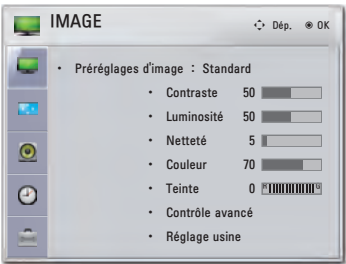 IMAGE
Dép. OK
• Préréglages d'image : Standard
• Contraste 50
• Luminosité 50
• Netteté 5
• Couleur 70
• Teinte 0 R G
• Contrôle avancé
• Réglage usine